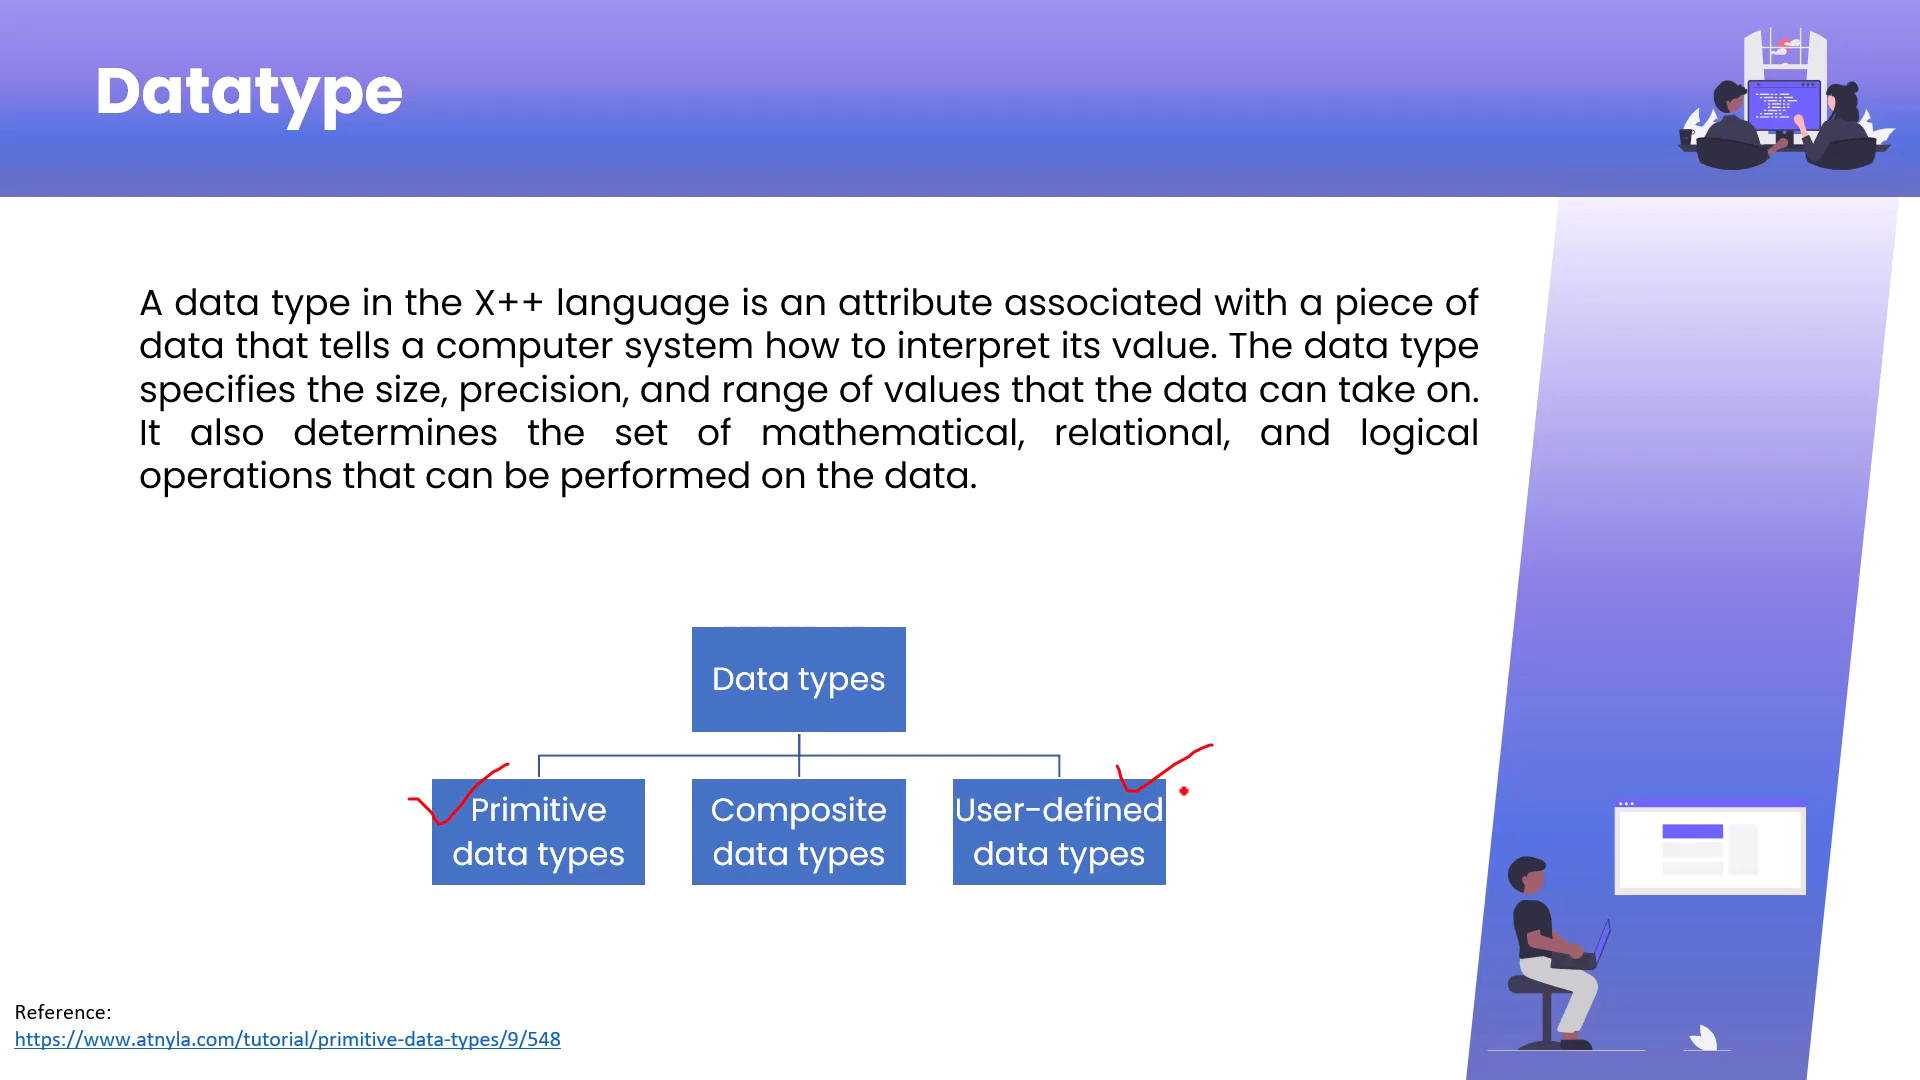 Datatype
A data type in the X++ language is an attribute associated with a piece of
data that tells a computer system how to interpret its value. The data type
specifies the size, precision, and range of values that the data can take on.
It also determines the set of mathematical, relational, and logical
operations that can be performed on the data.
Data types
Primitive
data types
Composite
data types
User-defined
data types
Reference:
https://www.atnyla.com/tutorial/primitive-data-types/9/548